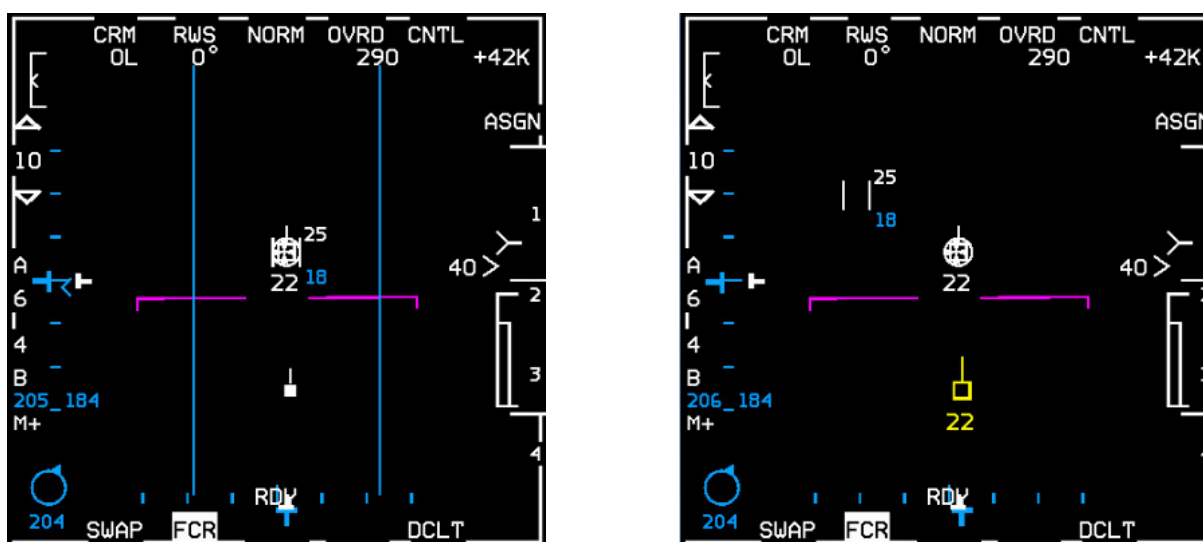 CRM RWS NORM OVRD CNTL
OL 0° 290 +42K
ASGN
10
1
25
A 40
22 18
6 2
4
B 3
205_184
M+
4
RDY
204
SWAP FCR DCLT
CRM RWS NORM OVRD CNTL
OL 0° 290 +42K
ASGN
10
25
18
A 40
22
6
4
B
206_184
22
M+
RDY
204
SWAP FCR DCLT